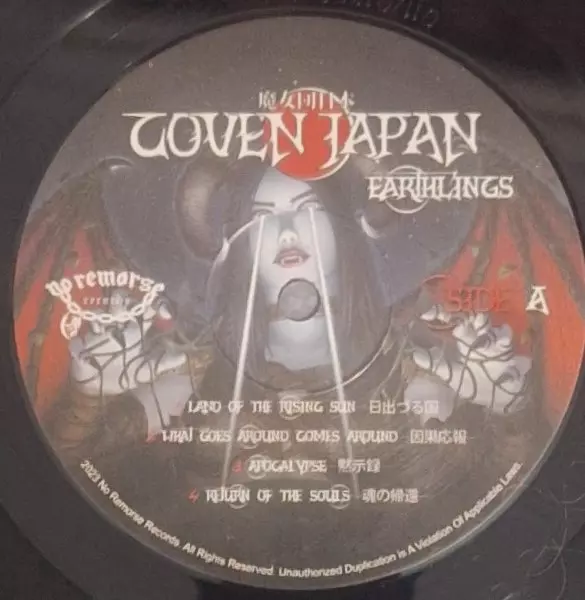 魔女団日本
COVEN JAPAN
EARTHLINGS
no remorse
records
SIDE A
LAND OF THE RISING SUN -日出づる国-
2 WHAT GOES AROUND COMES AROUND -因果応報-
3 APOCALYPSE -黙示録-
4 RETURN OF THE SOULS -魂の帰還-
2023 No Remorse Records. All Rights Reserved. Unauthorized Duplication is A Violation Of Applicable Laws.